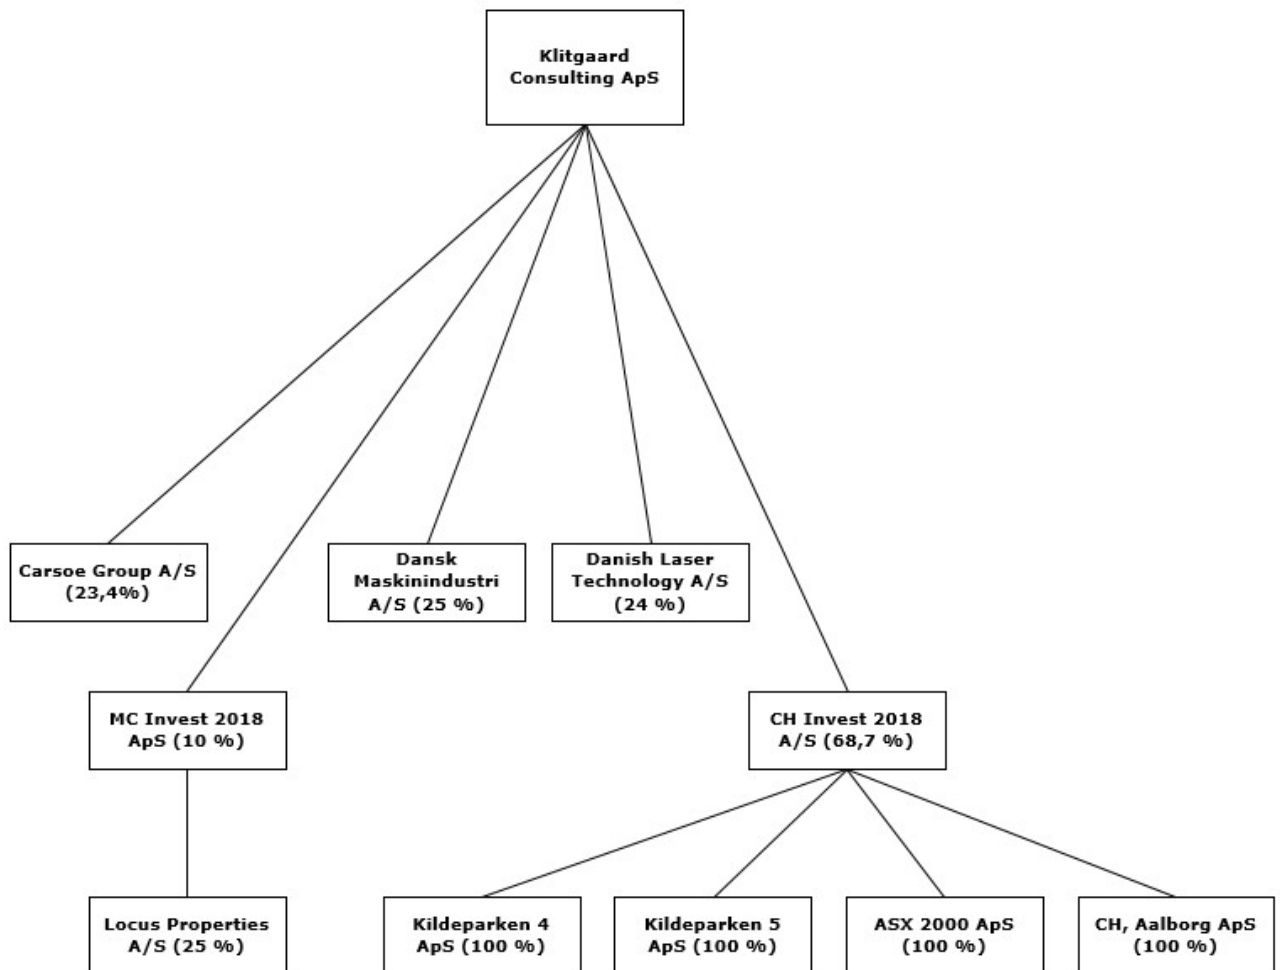 Klitgaard
Consulting ApS
Carsoe Group A/S
(23,4%)
Dansk
Maskinindustri
A/S (25 %)
Danish Laser
Technology A/S
(24 %)
MC Invest 2018
ApS (10 %)
CH Invest 2018
A/S (68,7 %)
Locus Properties
A/S (25 %)
Kildeparken 4
ApS (100 %)
Kildeparken 5
ApS (100 %)
ASX 2000 ApS
(100 %)
CH, Aalborg ApS
(100 %)